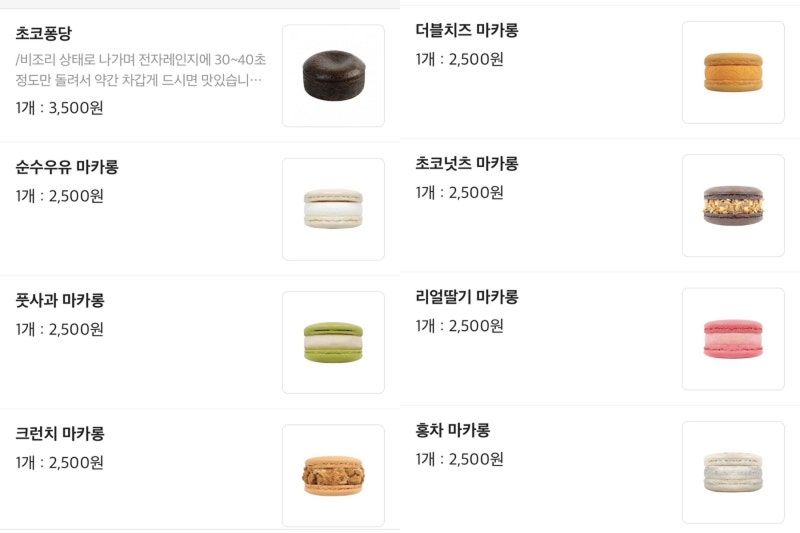 초코퐁당
/비조리 상태로 나가며 전자레인지에 30~40초
정도만 돌려서 약간 차갑게 드시면 맛있습니…
1개 : 3,500원
순수우유 마카롱
1개 : 2,500원
풋사과 마카롱
1개 : 2,500원
크런치 마카롱
1개 : 2,500원
더블치즈 마카롱
1개 : 2,500원
초코넛츠 마카롱
1개 : 2,500원
리얼딸기 마카롱
1개 : 2,500원
홍차 마카롱
1개 : 2,500원